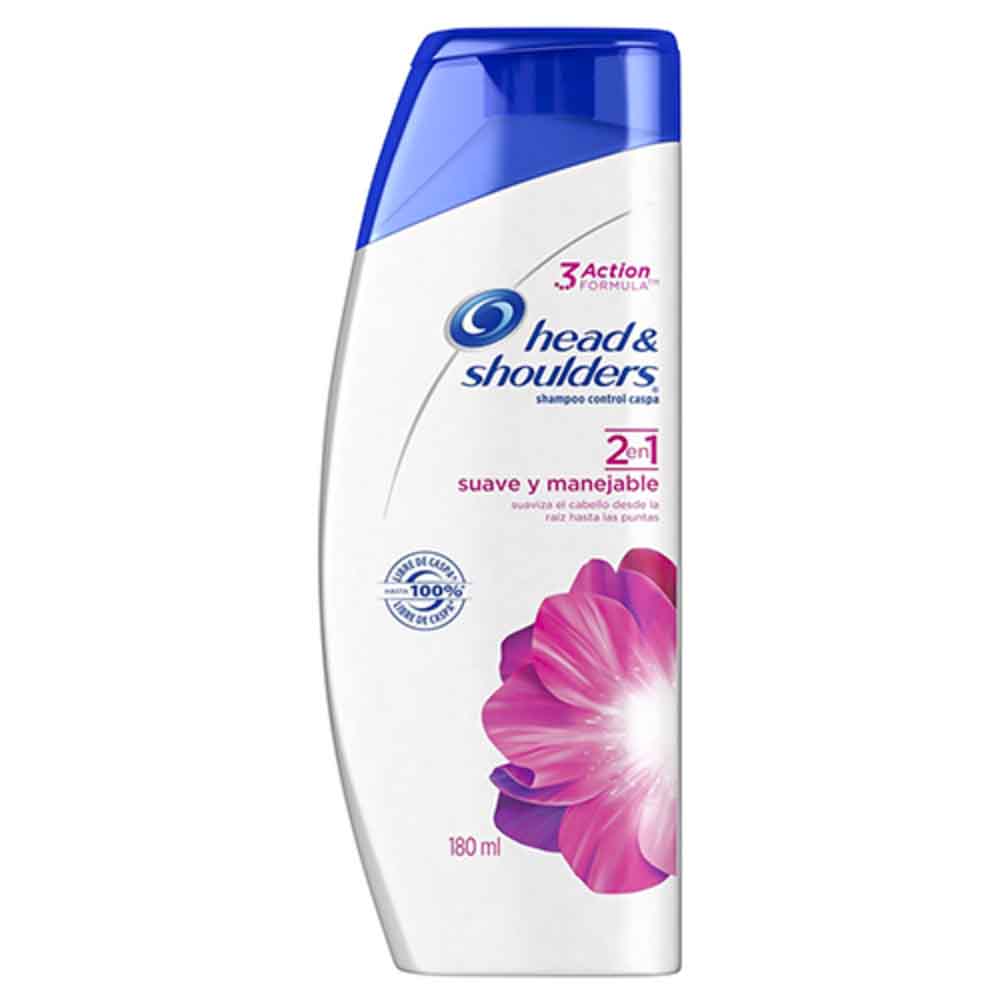 3 Action
FORMULA™
head &
shoulders®
shampoo control caspa
2en1
suave y manejable
suaviza el cabello desde la
raíz hasta las puntas
LIBRE DE CASPA*
HASTA 100%
LIBRE DE CASPA*
180 ml